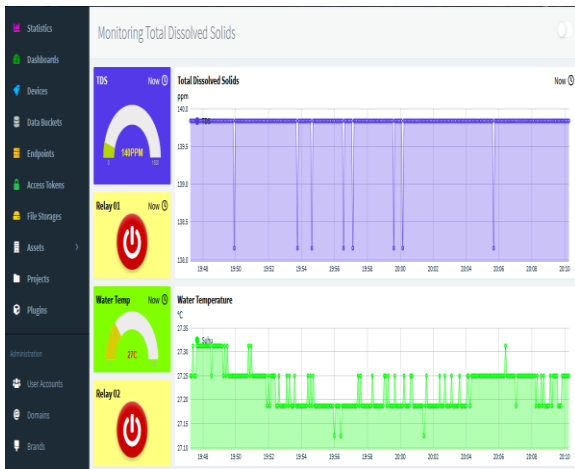 Statistics
Dashboards
Devices
Data Buckets
Endpoints
Access Tokens
File Storages
Assets
Projects
Plugins
Administration
User Accounts
Domains
Brands
Monitoring Total Dissolved Solids
TDS Now
140PPM
Relay 01 Now
Water Temp Now
27C
Relay 02
Total Dissolved Solids Now
ppm
140.0
TDS
139.5
139.0
138.5
138.0
19:48 19:50 19:52 19:54 19:56 19:58 20:00 20:02 20:04 20:06 20:08 20:10
Water Temperature
°C
27.35
Suhu
27.30
27.25
27.20
27.15
27.10
19:48 19:50 19:52 19:54 19:56 19:58 20:00 20:02 20:04 20:06 20:08 20:10